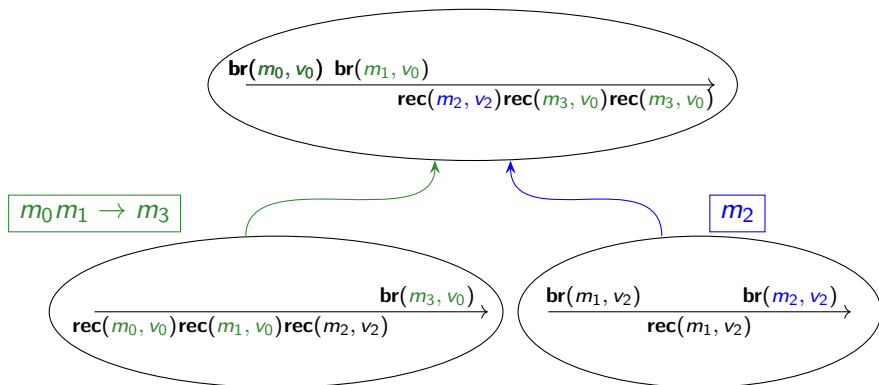 br(m₀, v₀) br(m₁, v₀)
rec(m₂, v₂)rec(m₃, v₀)rec(m₃, v₀)
m₀m₁ → m₃
m₂
br(m₃, v₀)
rec(m₀, v₀)rec(m₁, v₀)rec(m₂, v₂)
br(m₁, v₂) br(m₂, v₂)
rec(m₁, v₂)